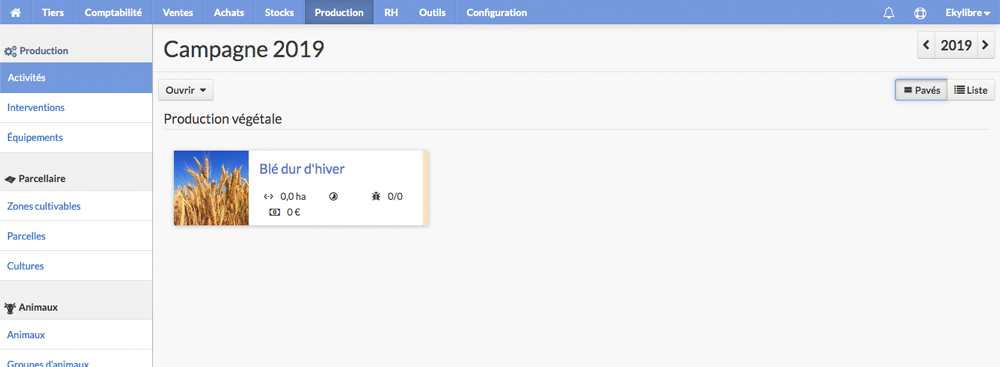 Tiers Comptabilité Ventes Achats Stocks Production RH Outils Configuration Ekylibre
Production
Activités
Interventions
Équipements
Parcellaire
Zones cultivables
Parcelles
Cultures
Animaux
Animaux
Groupes d'animaux
Campagne 2019
2019
Ouvrir
Pavés Liste
Production végétale
Blé dur d'hiver
0,0 ha 0/0
0 €